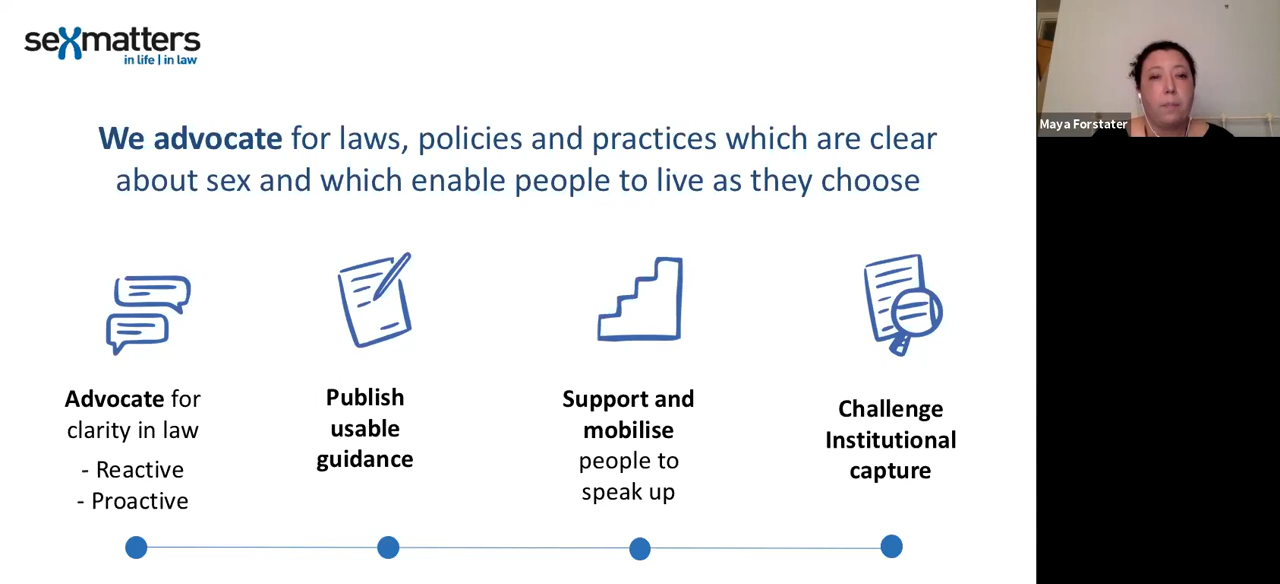 sexmatters
in life | in law
We advocate for laws, policies and practices which are clear
about sex and which enable people to live as they choose
Advocate for
clarity in law
- Reactive
- Proactive
Publish
usable
guidance
Support and
mobilise
people to
speak up
Challenge
Institutional
capture
Maya Forstater